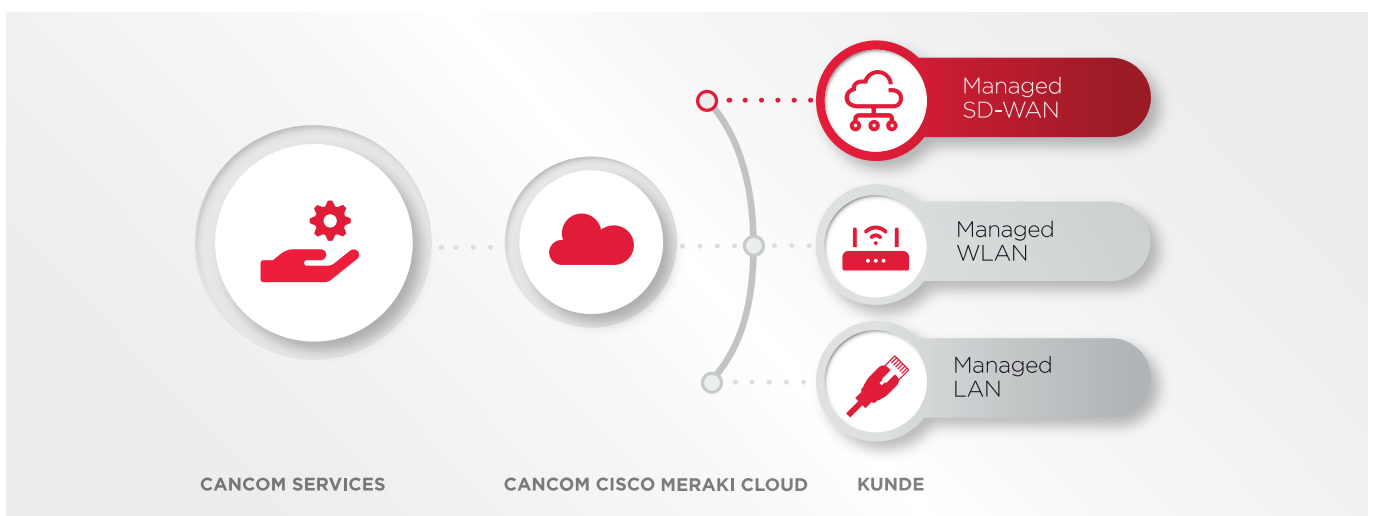 Managed
SD-WAN
Managed
WLAN
Managed
LAN
CANCOM SERVICES
CANCOM CISCO MERAKI CLOUD
KUNDE